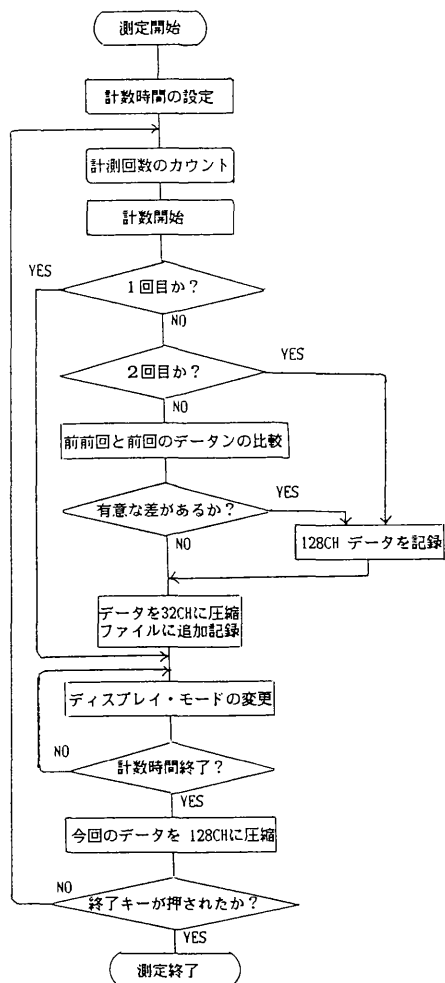 測定開始
計数時間の設定
計測回数のカウント
計数開始
YES
1回目か？
NO
2回目か？
YES
NO
前前回と前回のデータンの比較
有意な差があるか？
YES
NO
128CH データを記録
データを32CHに圧縮
ファイルに追加記録
ディスプレイ・モードの変更
NO
計数時間終了？
YES
今回のデータを 128CHに圧縮
NO
終了キーが押されたか？
YES
測定終了